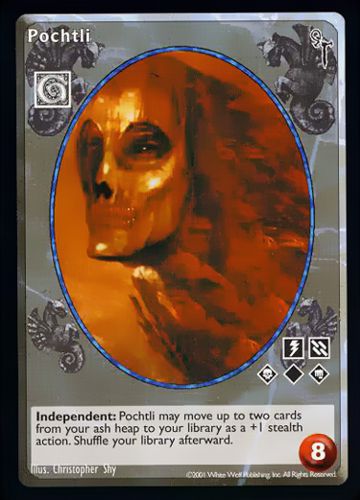 Pochtli
Independent: Pochtli may move up to two cards
from your ash heap to your library as a +1 stealth
action. Shuffle your library afterward.
8
Illus. Christopher Shy
©2001 White Wolf Publishing, Inc. All Rights Reserved.